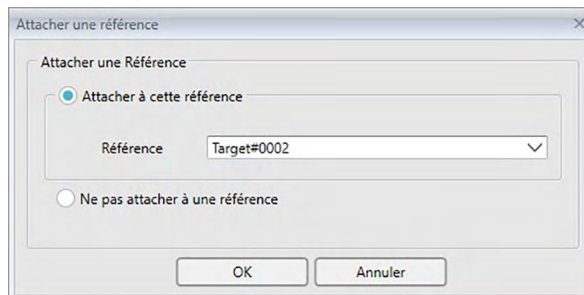 Attacher une référence
Attacher une Référence
Attacher à cette référence
Référence Target#0002
Ne pas attacher à une référence
OK Annuler